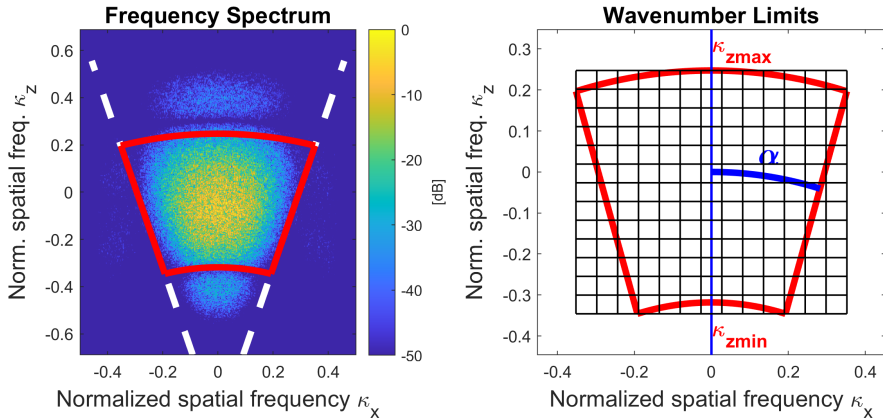 Frequency Spectrum
0.6
0.4
0.2
0
-0.2
-0.4
-0.6
Norm. spatial freq. κz
-0.4 -0.2 0 0.2 0.4
Normalized spatial frequency κx
0
-10
-20
-30
-40
-50
[dB]
Wavenumber Limits
κzmax
0.3
0.2
0.1
0
-0.1
-0.2
-0.3
-0.4
Norm. spatial freq. κz
α
κzmin
-0.4 -0.2 0 0.2 0.4
Normalized spatial frequency κx